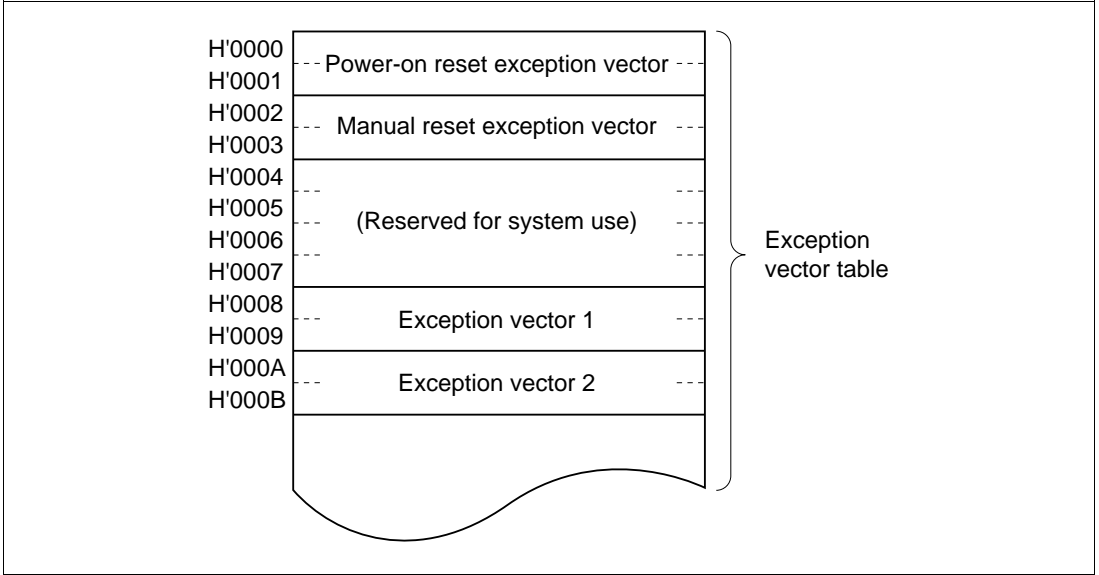 H'0000
H'0001
Power-on reset exception vector
H'0002
H'0003
Manual reset exception vector
H'0004
H'0005
H'0006
H'0007
(Reserved for system use)
H'0008
H'0009
Exception vector 1
H'000A
H'000B
Exception vector 2
Exception
vector table